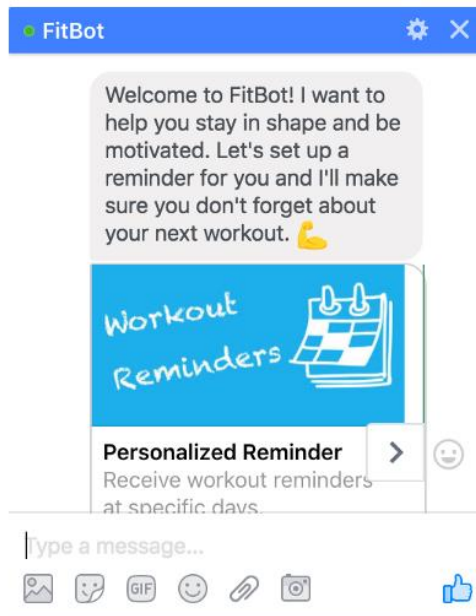 FitBot
Welcome to FitBot! I want to
help you stay in shape and be
motivated. Let's set up a
reminder for you and I'll make
sure you don't forget about
your next workout. 💪
Workout
Reminders
Personalized Reminder
Receive workout reminders
at specific days.
Type a message...
GIF